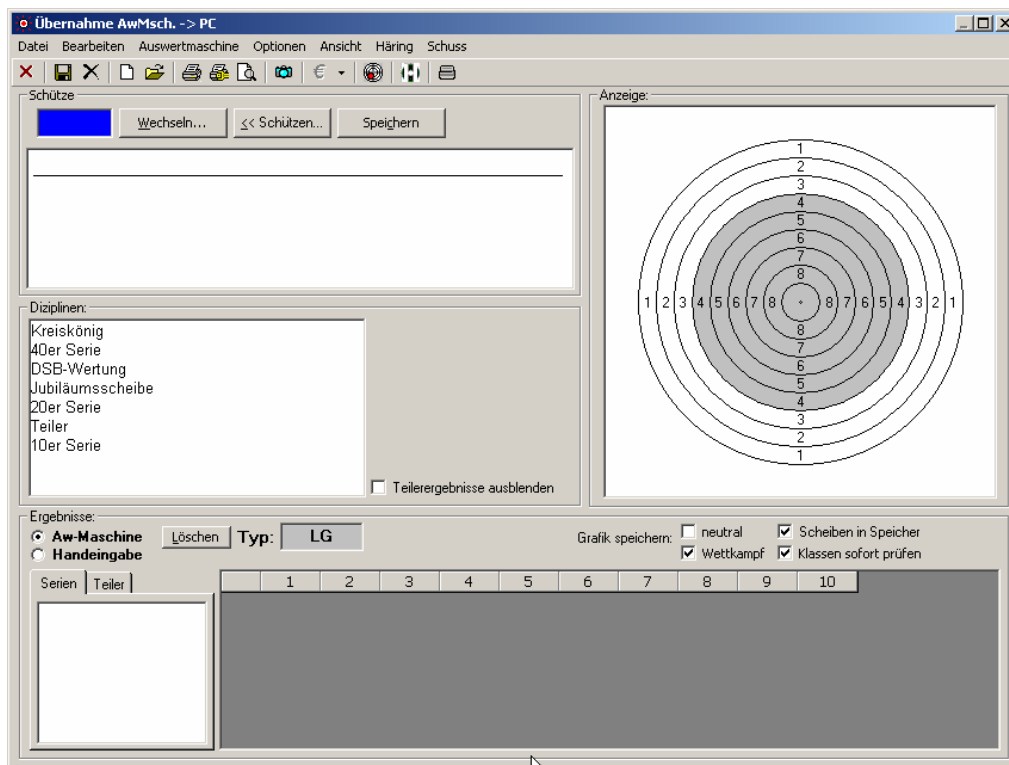 Übernahme AwMsch. -> PC
Datei Bearbeiten Auswertmaschine Optionen Ansicht Häring Schuss
€
Schütze
Wechseln... << Schützen... Speichern
Anzeige:
1
2
3
4
5
6
7
8
1 2 3 4 5 6 7 8 8 7 6 5 4 3 2 1
8
7
6
5
4
3
2
1
Diziplinen:
Kreiskönig
40er Serie
DSB-Wertung
Jubiläumsscheibe
20er Serie
Teiler
10er Serie
Teilerergebnisse ausblenden
Ergebnisse:
Aw-Maschine Löschen Typ: LG
Handeingabe
Grafik speichern: neutral Scheiben in Speicher
Wettkampf Klassen sofort prüfen
Serien Teiler
1 2 3 4 5 6 7 8 9 10